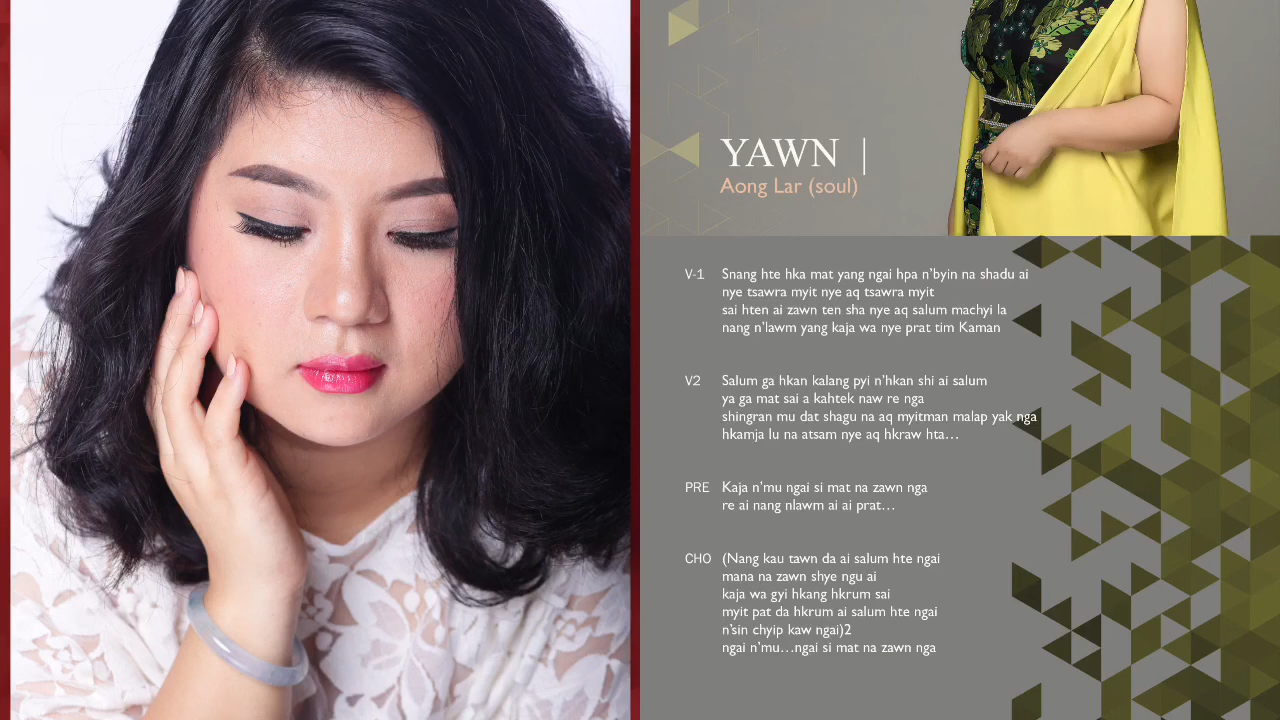 YAWN |
Aong Lar (soul)
V-1 Snang hte hka mat yang ngai hpa n'byin na shadu ai
nye tsawra myit nye aq tsawra myit
sai hten ai zawn ten sha nye aq salum machyi la
nang n'lawm yang kaja wa nye prat tim Kaman
V2 Salum ga hkan kalang pyi n'hkan shi ai salum
ya ga mat sai a kahtek naw re nga
shingran mu dat shagu na aq myitman malap yak nga
hkamja lu na atsam nye aq hkraw hta…
PRE Kaja n'mu ngai si mat na zawn nga
re ai nang nlawm ai ai prat…
CHO (Nang kau tawn da ai salum hte ngai
mana na zawn shye ngu ai
kaja wa gyi hkang hkrum sai
myit pat da hkrum ai salum hte ngai
n'sin chyip kaw ngai)2
ngai n'mu…ngai si mat na zawn nga